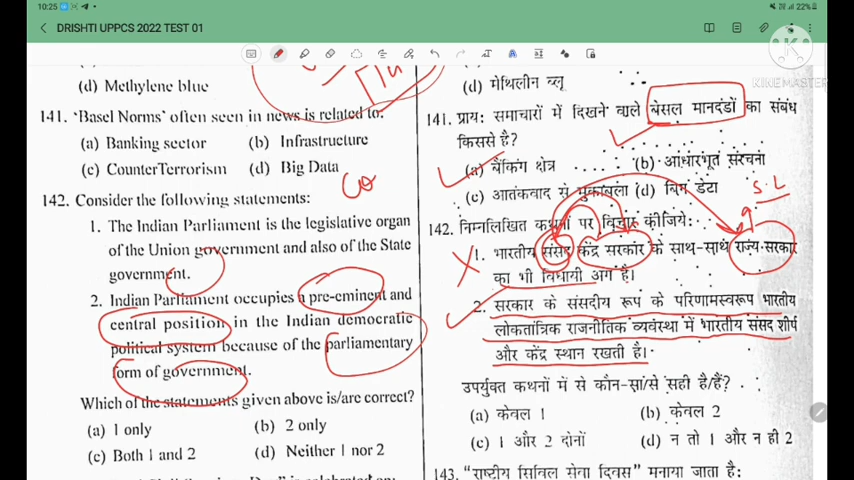 10:25
22%
DRISHTI UPPCS 2022 TEST 01
KINEMASTER
(d) Methylene blue
141. 'Basel Norms' often seen in news is related to:
(a) Banking sector (b) Infrastructure
(c) CounterTerrorism (d) Big Data
142. Consider the following statements:
1. The Indian Parliament is the legislative organ
of the Union government and also of the State
government.
2. Indian Parliament occupies a pre-eminent and
central position in the Indian democratic
political system because of the parliamentary
form of government.
Which of the statements given above is/are correct?
(a) 1 only (b) 2 only
(c) Both 1 and 2 (d) Neither 1 nor 2
(d) मेथिलीन ब्लू
141. प्राय: समाचारों में दिखने वाले बेसल मानदंडों का संबंध
किससे है?
(a) बैंकिंग क्षेत्र (b) आधारभूत संरचना
(c) आतंकवाद से मुकाबला (d) बिग डेटा
S L
142. निम्नलिखित कथनों पर विचार कीजिये:
1. भारतीय संसद केंद्र सरकार के साथ-साथ राज्य सरकार
का भी विधायी अंग है।
2. सरकार के संसदीय रूप के परिणामस्वरूप भारतीय
लोकतांत्रिक राजनीतिक व्यवस्था में भारतीय संसद शीर्ष
और केंद्र स्थान रखती है।
उपर्युक्त कथनों में से कौन-सा/से सही है/हैं?
(a) केवल 1 (b) केवल 2
(c) 1 और 2 दोनों (d) न तो 1 और न ही 2
143. "राष्ट्रीय सिविल सेवा दिवस" मनाया जाता है: